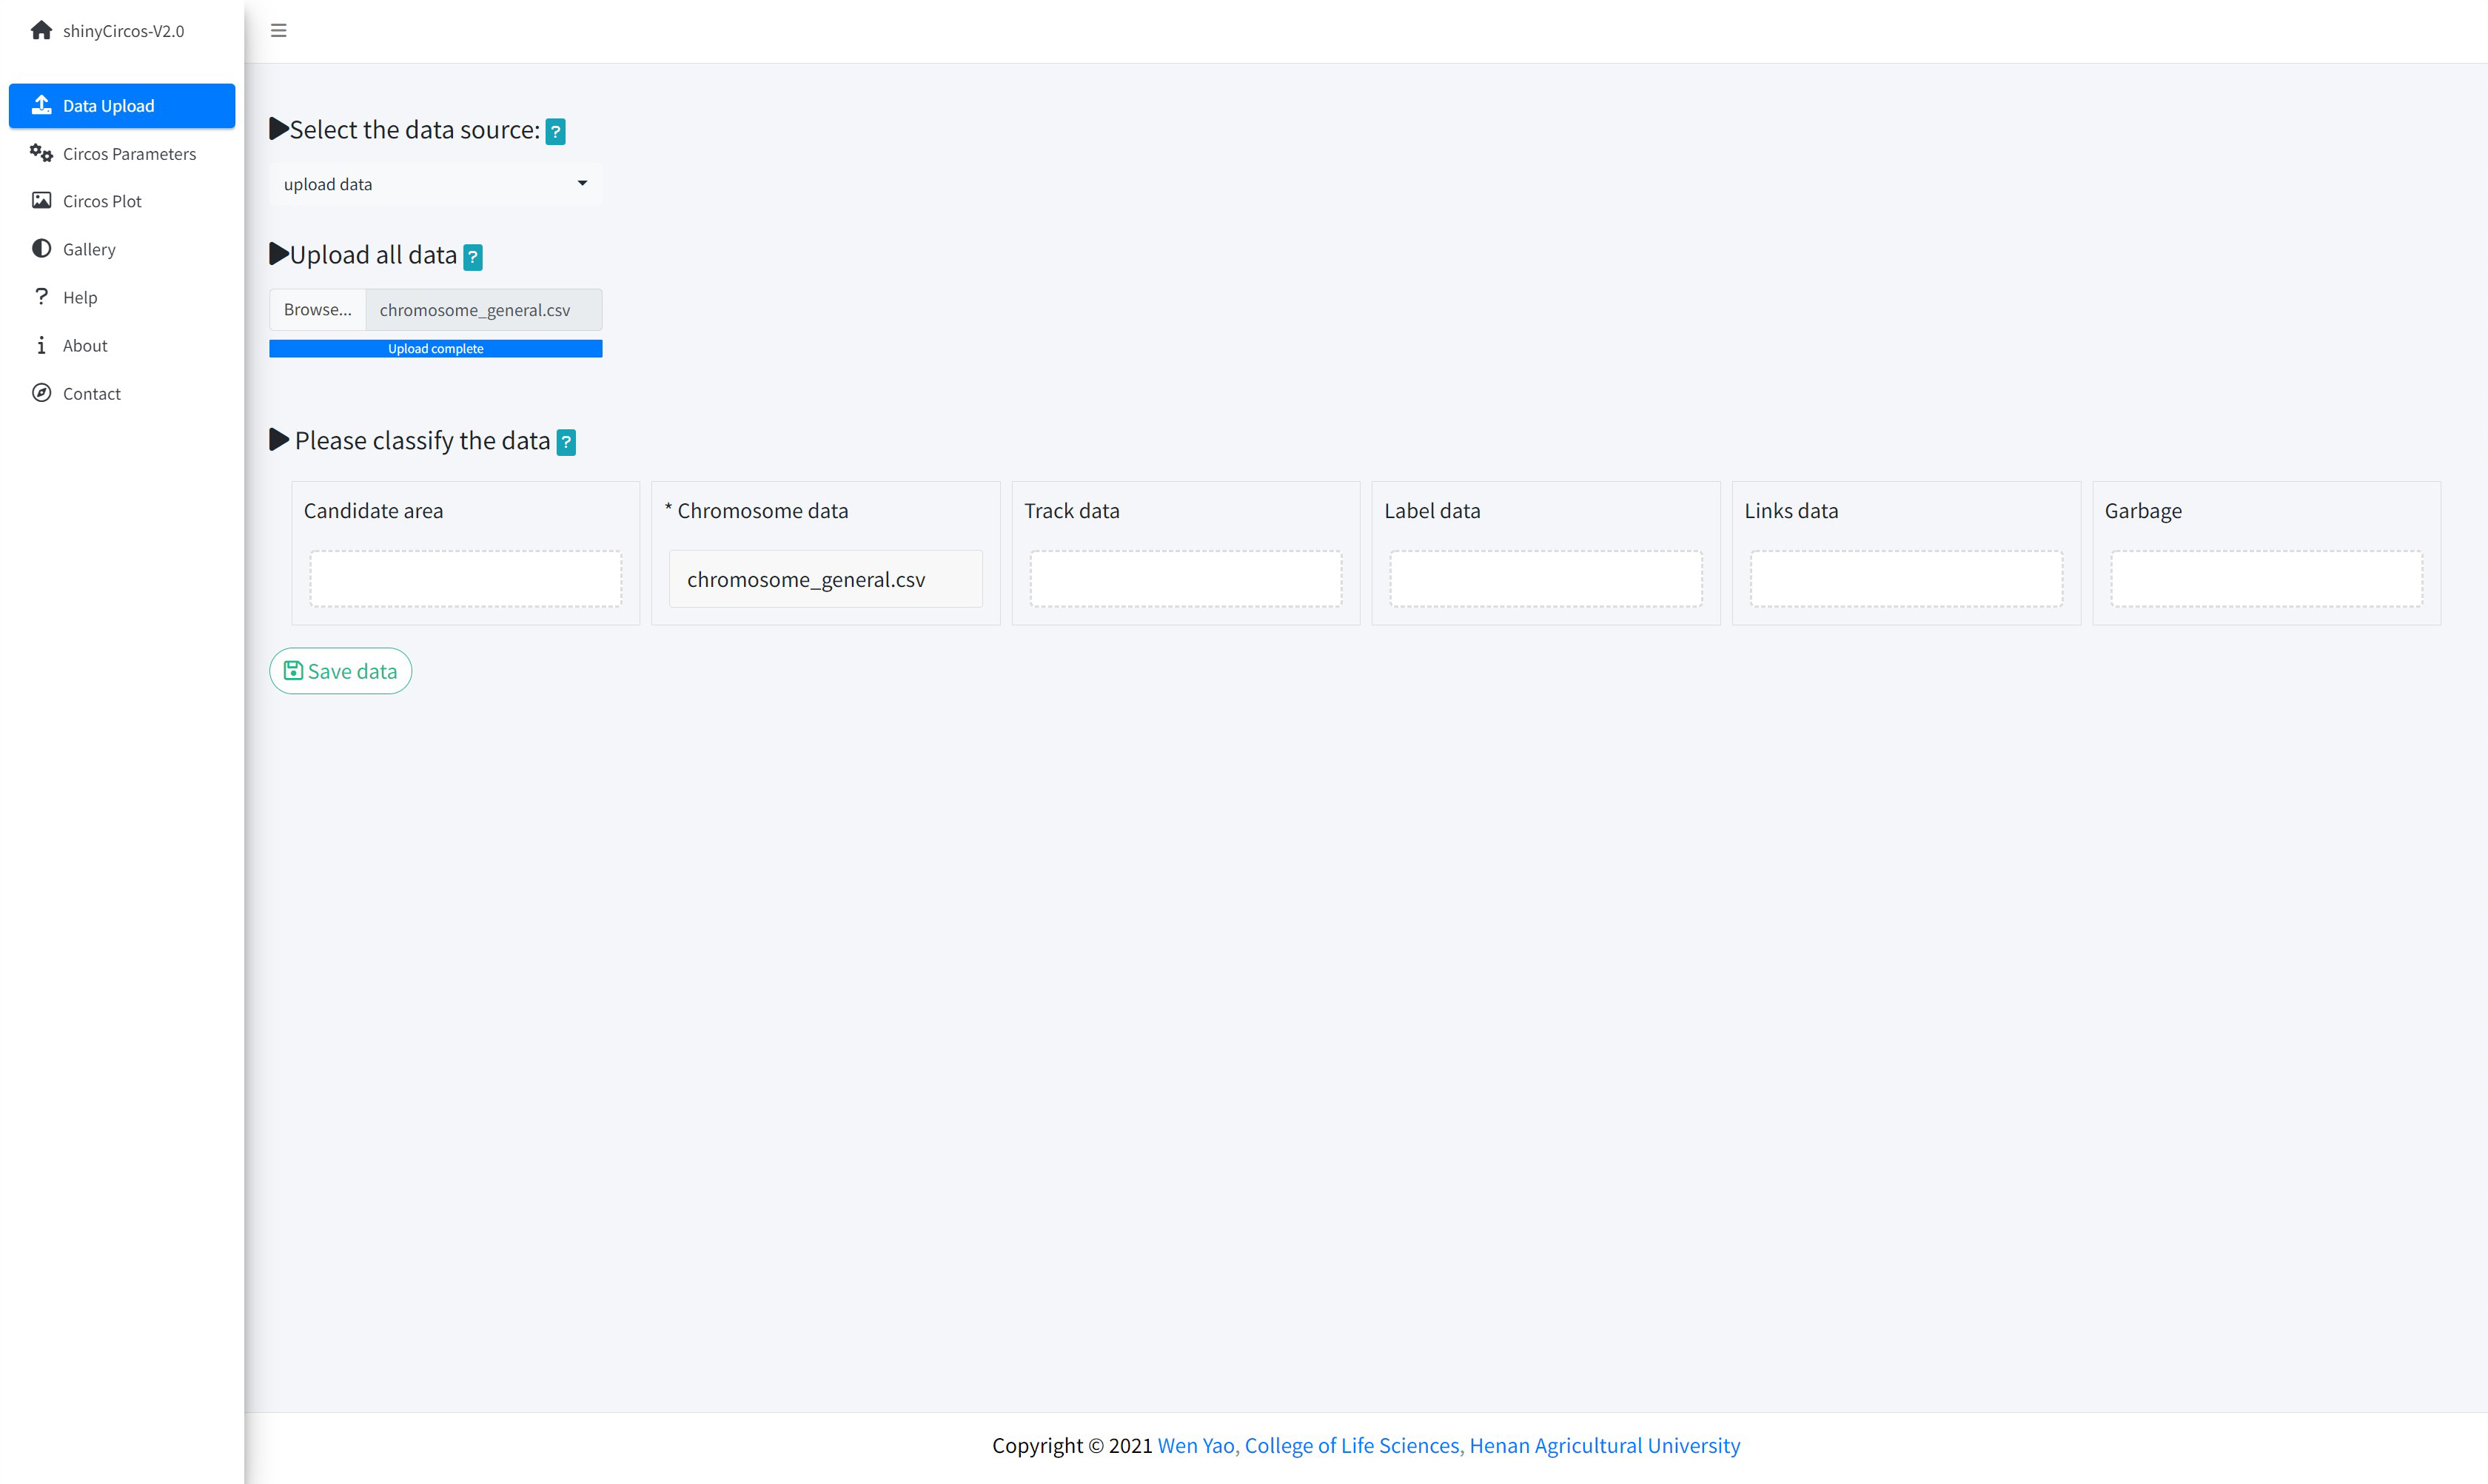 shinyCircos-V2.0
Data Upload
Circos Parameters
Circos Plot
Gallery
? Help
i About
Contact
Select the data source: ?
upload data
Upload all data ?
Browse... chromosome_general.csv
Upload complete
Please classify the data ?
Candidate area
* Chromosome data
chromosome_general.csv
Track data
Label data
Links data
Garbage
Save data
Copyright © 2021 Wen Yao, College of Life Sciences, Henan Agricultural University